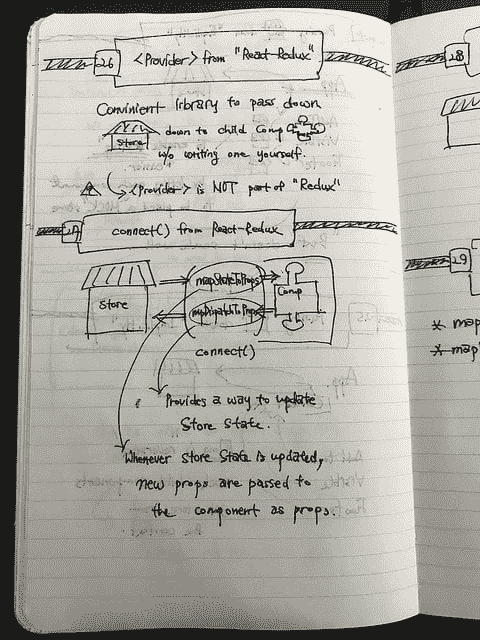 26
<Provider> from "React-Redux"
Convinient library to pass down
Store
down to child Comp
w/o writing one yourself.
<Provider> is NOT part of "Redux"
27
connect() from React-Redux
Store
mapStateToProps
mapDispatchToProps
Comp
connect()
Provides a way to update
Store State.
Whenever Store State is updated,
new props are passed to
the component as props.
28
29
* map
* map